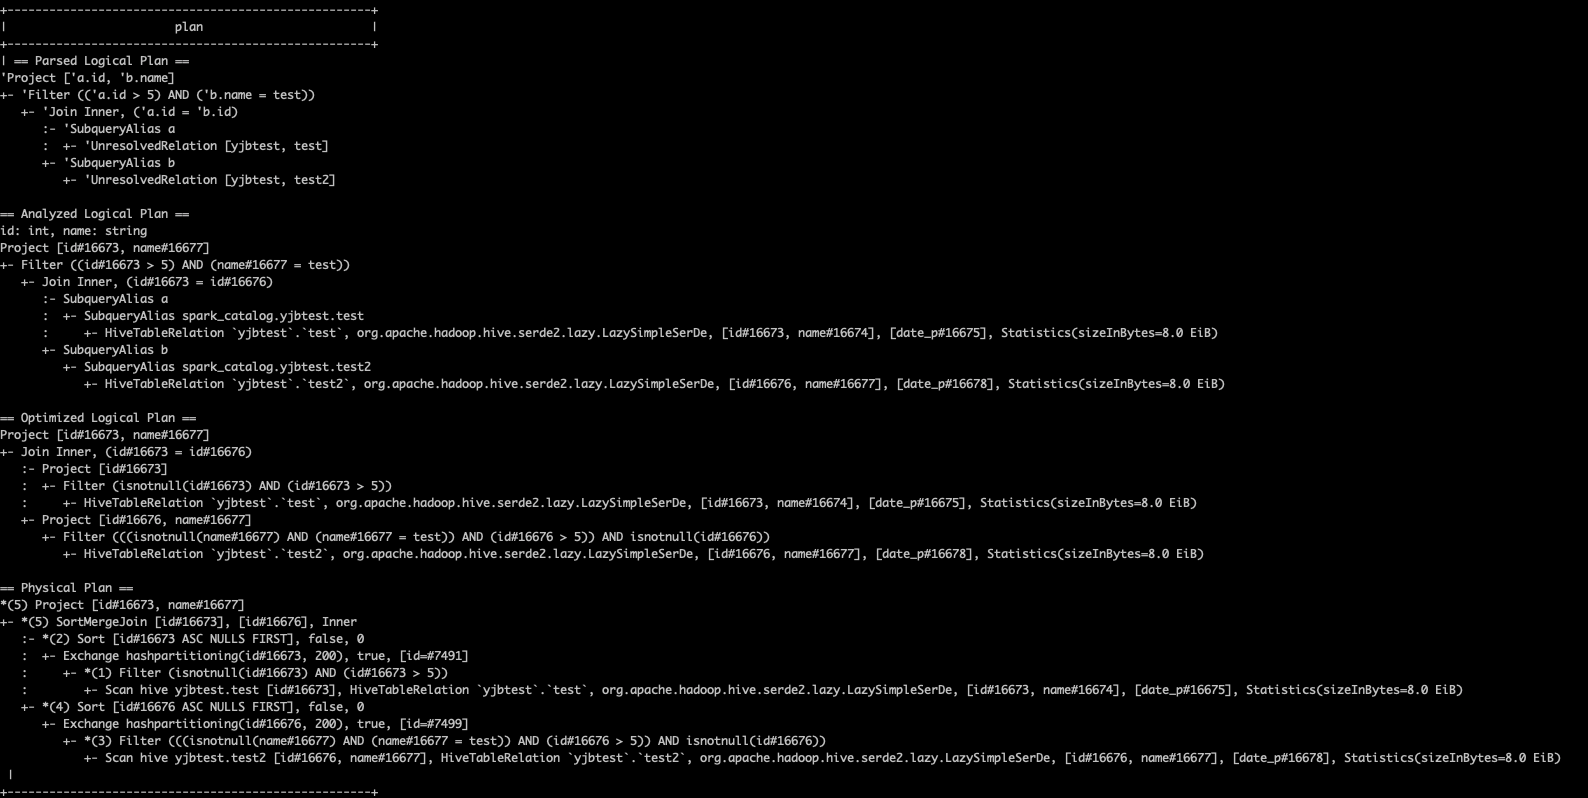 +----------------------------------------------------+
|                        plan                        |
+----------------------------------------------------+
| == Parsed Logical Plan ==
'Project ['a.id, 'b.name]
+- 'Filter (('a.id > 5) AND ('b.name = test))
   +- 'Join Inner, ('a.id = 'b.id)
      :- 'SubqueryAlias a
      :  +- 'UnresolvedRelation [yjbtest, test]
      +- 'SubqueryAlias b
         +- 'UnresolvedRelation [yjbtest, test2]

== Analyzed Logical Plan ==
id: int, name: string
Project [id#16673, name#16677]
+- Filter ((id#16673 > 5) AND (name#16677 = test))
   +- Join Inner, (id#16673 = id#16676)
      :- SubqueryAlias a
      :  +- SubqueryAlias spark_catalog.yjbtest.test
      :     +- HiveTableRelation `yjbtest`.`test`, org.apache.hadoop.hive.serde2.lazy.LazySimpleSerDe, [id#16673, name#16674], [date_p#16675], Statistics(sizeInBytes=8.0 EiB)
      +- SubqueryAlias b
         +- SubqueryAlias spark_catalog.yjbtest.test2
            +- HiveTableRelation `yjbtest`.`test2`, org.apache.hadoop.hive.serde2.lazy.LazySimpleSerDe, [id#16676, name#16677], [date_p#16678], Statistics(sizeInBytes=8.0 EiB)

== Optimized Logical Plan ==
Project [id#16673, name#16677]
+- Join Inner, (id#16673 = id#16676)
   :- Project [id#16673]
   :  +- Filter (isnotnull(id#16673) AND (id#16673 > 5))
   :     +- HiveTableRelation `yjbtest`.`test`, org.apache.hadoop.hive.serde2.lazy.LazySimpleSerDe, [id#16673, name#16674], [date_p#16675], Statistics(sizeInBytes=8.0 EiB)
   +- Project [id#16676, name#16677]
      +- Filter (((isnotnull(name#16677) AND (name#16677 = test)) AND (id#16676 > 5)) AND isnotnull(id#16676))
         +- HiveTableRelation `yjbtest`.`test2`, org.apache.hadoop.hive.serde2.lazy.LazySimpleSerDe, [id#16676, name#16677], [date_p#16678], Statistics(sizeInBytes=8.0 EiB)

== Physical Plan ==
*(5) Project [id#16673, name#16677]
+- *(5) SortMergeJoin [id#16673], [id#16676], Inner
   :- *(2) Sort [id#16673 ASC NULLS FIRST], false, 0
   :  +- Exchange hashpartitioning(id#16673, 200), true, [id=#7491]
   :     +- *(1) Filter (isnotnull(id#16673) AND (id#16673 > 5))
   :        +- Scan hive yjbtest.test [id#16673], HiveTableRelation `yjbtest`.`test`, org.apache.hadoop.hive.serde2.lazy.LazySimpleSerDe, [id#16673, name#16674], [date_p#16675], Statistics(sizeInBytes=8.0 EiB)
   +- *(4) Sort [id#16676 ASC NULLS FIRST], false, 0
      +- Exchange hashpartitioning(id#16676, 200), true, [id=#7499]
         +- *(3) Filter (((isnotnull(name#16677) AND (name#16677 = test)) AND (id#16676 > 5)) AND isnotnull(id#16676))
            +- Scan hive yjbtest.test2 [id#16676, name#16677], HiveTableRelation `yjbtest`.`test2`, org.apache.hadoop.hive.serde2.lazy.LazySimpleSerDe, [id#16676, name#16677], [date_p#16678], Statistics(sizeInBytes=8.0 EiB)
 |
+----------------------------------------------------+